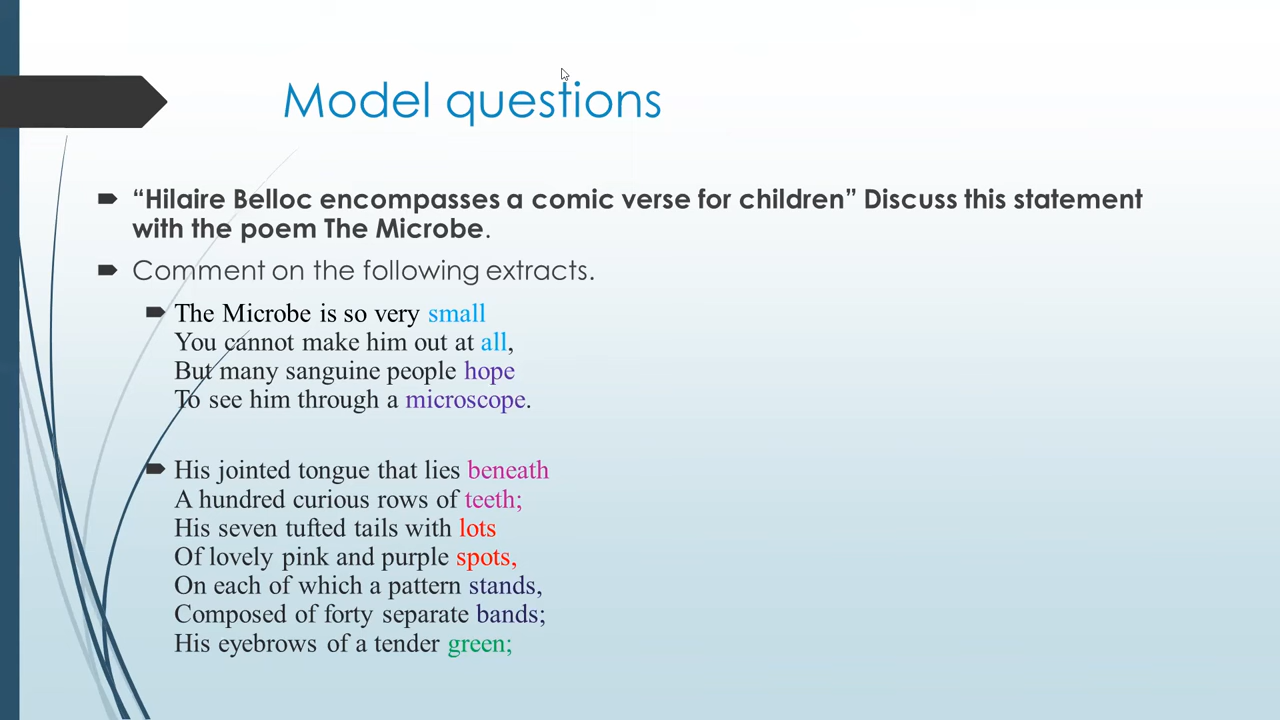 Model questions
“Hilaire Belloc encompasses a comic verse for children” Discuss this statement
with the poem The Microbe.
Comment on the following extracts.
The Microbe is so very small
You cannot make him out at all,
But many sanguine people hope
To see him through a microscope.
His jointed tongue that lies beneath
A hundred curious rows of teeth;
His seven tufted tails with lots
Of lovely pink and purple spots,
On each of which a pattern stands,
Composed of forty separate bands;
His eyebrows of a tender green;